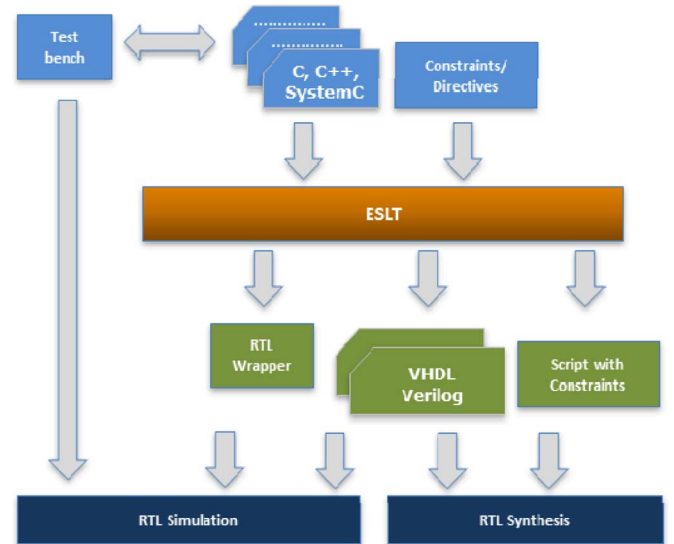 Test
bench
...............
...............
C, C++,
SystemC
Constraints/
Directives
ESLT
RTL
Wrapper
VHDL
Verilog
Script with
Constraints
RTL Simulation
RTL Synthesis